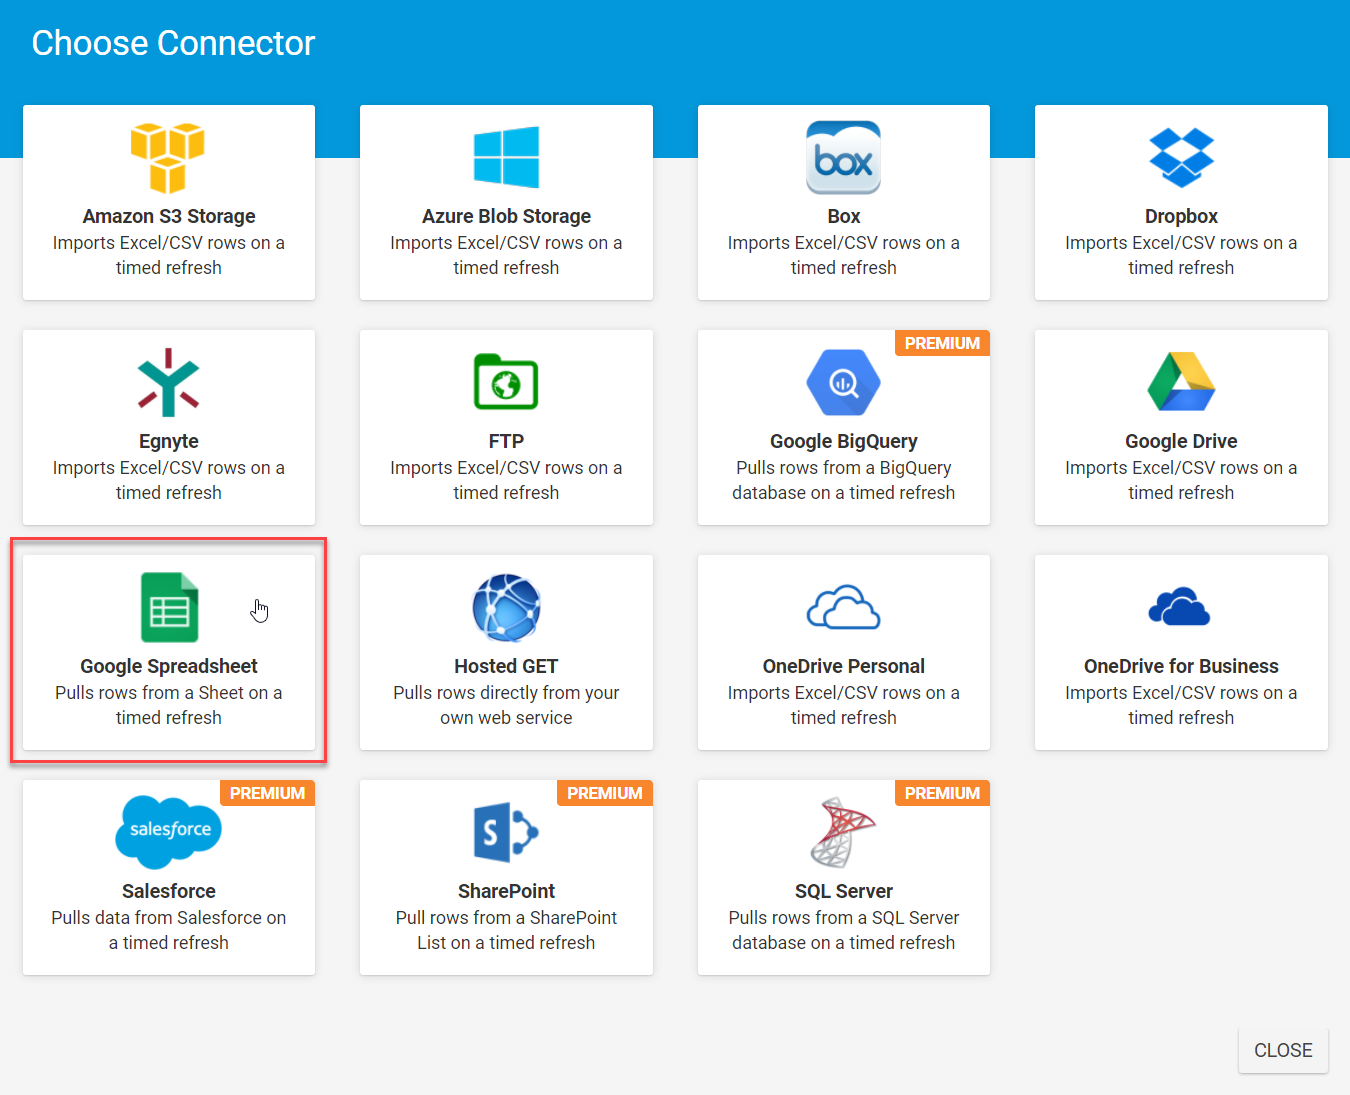 Choose Connector
Amazon S3 Storage
Imports Excel/CSV rows on a
timed refresh
Azure Blob Storage
Imports Excel/CSV rows on a
timed refresh
box
Box
Imports Excel/CSV rows on a
timed refresh
Dropbox
Imports Excel/CSV rows on a
timed refresh
Egnyte
Imports Excel/CSV rows on a
timed refresh
FTP
Imports Excel/CSV rows on a
timed refresh
PREMIUM
Google BigQuery
Pulls rows from a BigQuery
database on a timed refresh
Google Drive
Imports Excel/CSV rows on a
timed refresh
Google Spreadsheet
Pulls rows from a Sheet on a
timed refresh
Hosted GET
Pulls rows directly from your
own web service
OneDrive Personal
Imports Excel/CSV rows on a
timed refresh
OneDrive for Business
Imports Excel/CSV rows on a
timed refresh
PREMIUM
salesforce
Salesforce
Pulls data from Salesforce on
a timed refresh
PREMIUM
S
SharePoint
Pull rows from a SharePoint
List on a timed refresh
PREMIUM
SQL Server
Pulls rows from a SQL Server
database on a timed refresh
CLOSE